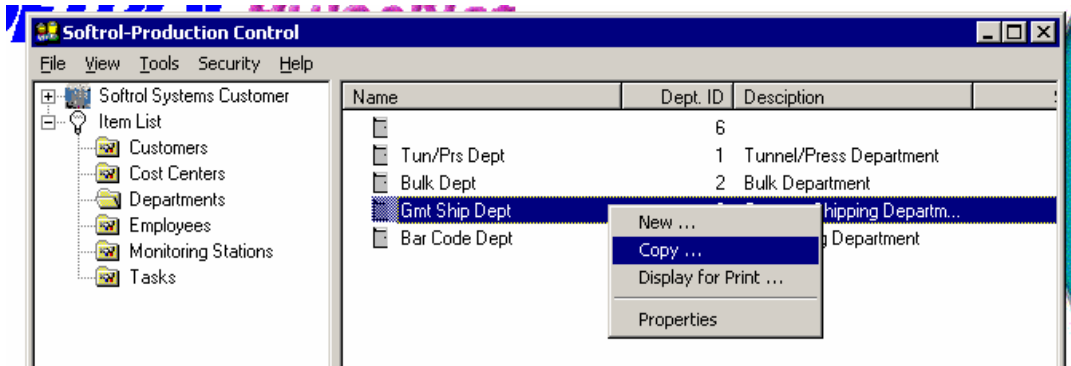 Softrol-Production Control
File View Tools Security Help
Softrol Systems Customer
Item List
Customers
Cost Centers
Departments
Employees
Monitoring Stations
Tasks
Name Dept. ID Desciption
6
Tun/Prs Dept 1 Tunnel/Press Department
Bulk Dept 2 Bulk Department
Gmt Ship Dept Shipping Departm...
Bar Code Dept Department
New ...
Copy ...
Display for Print ...
Properties